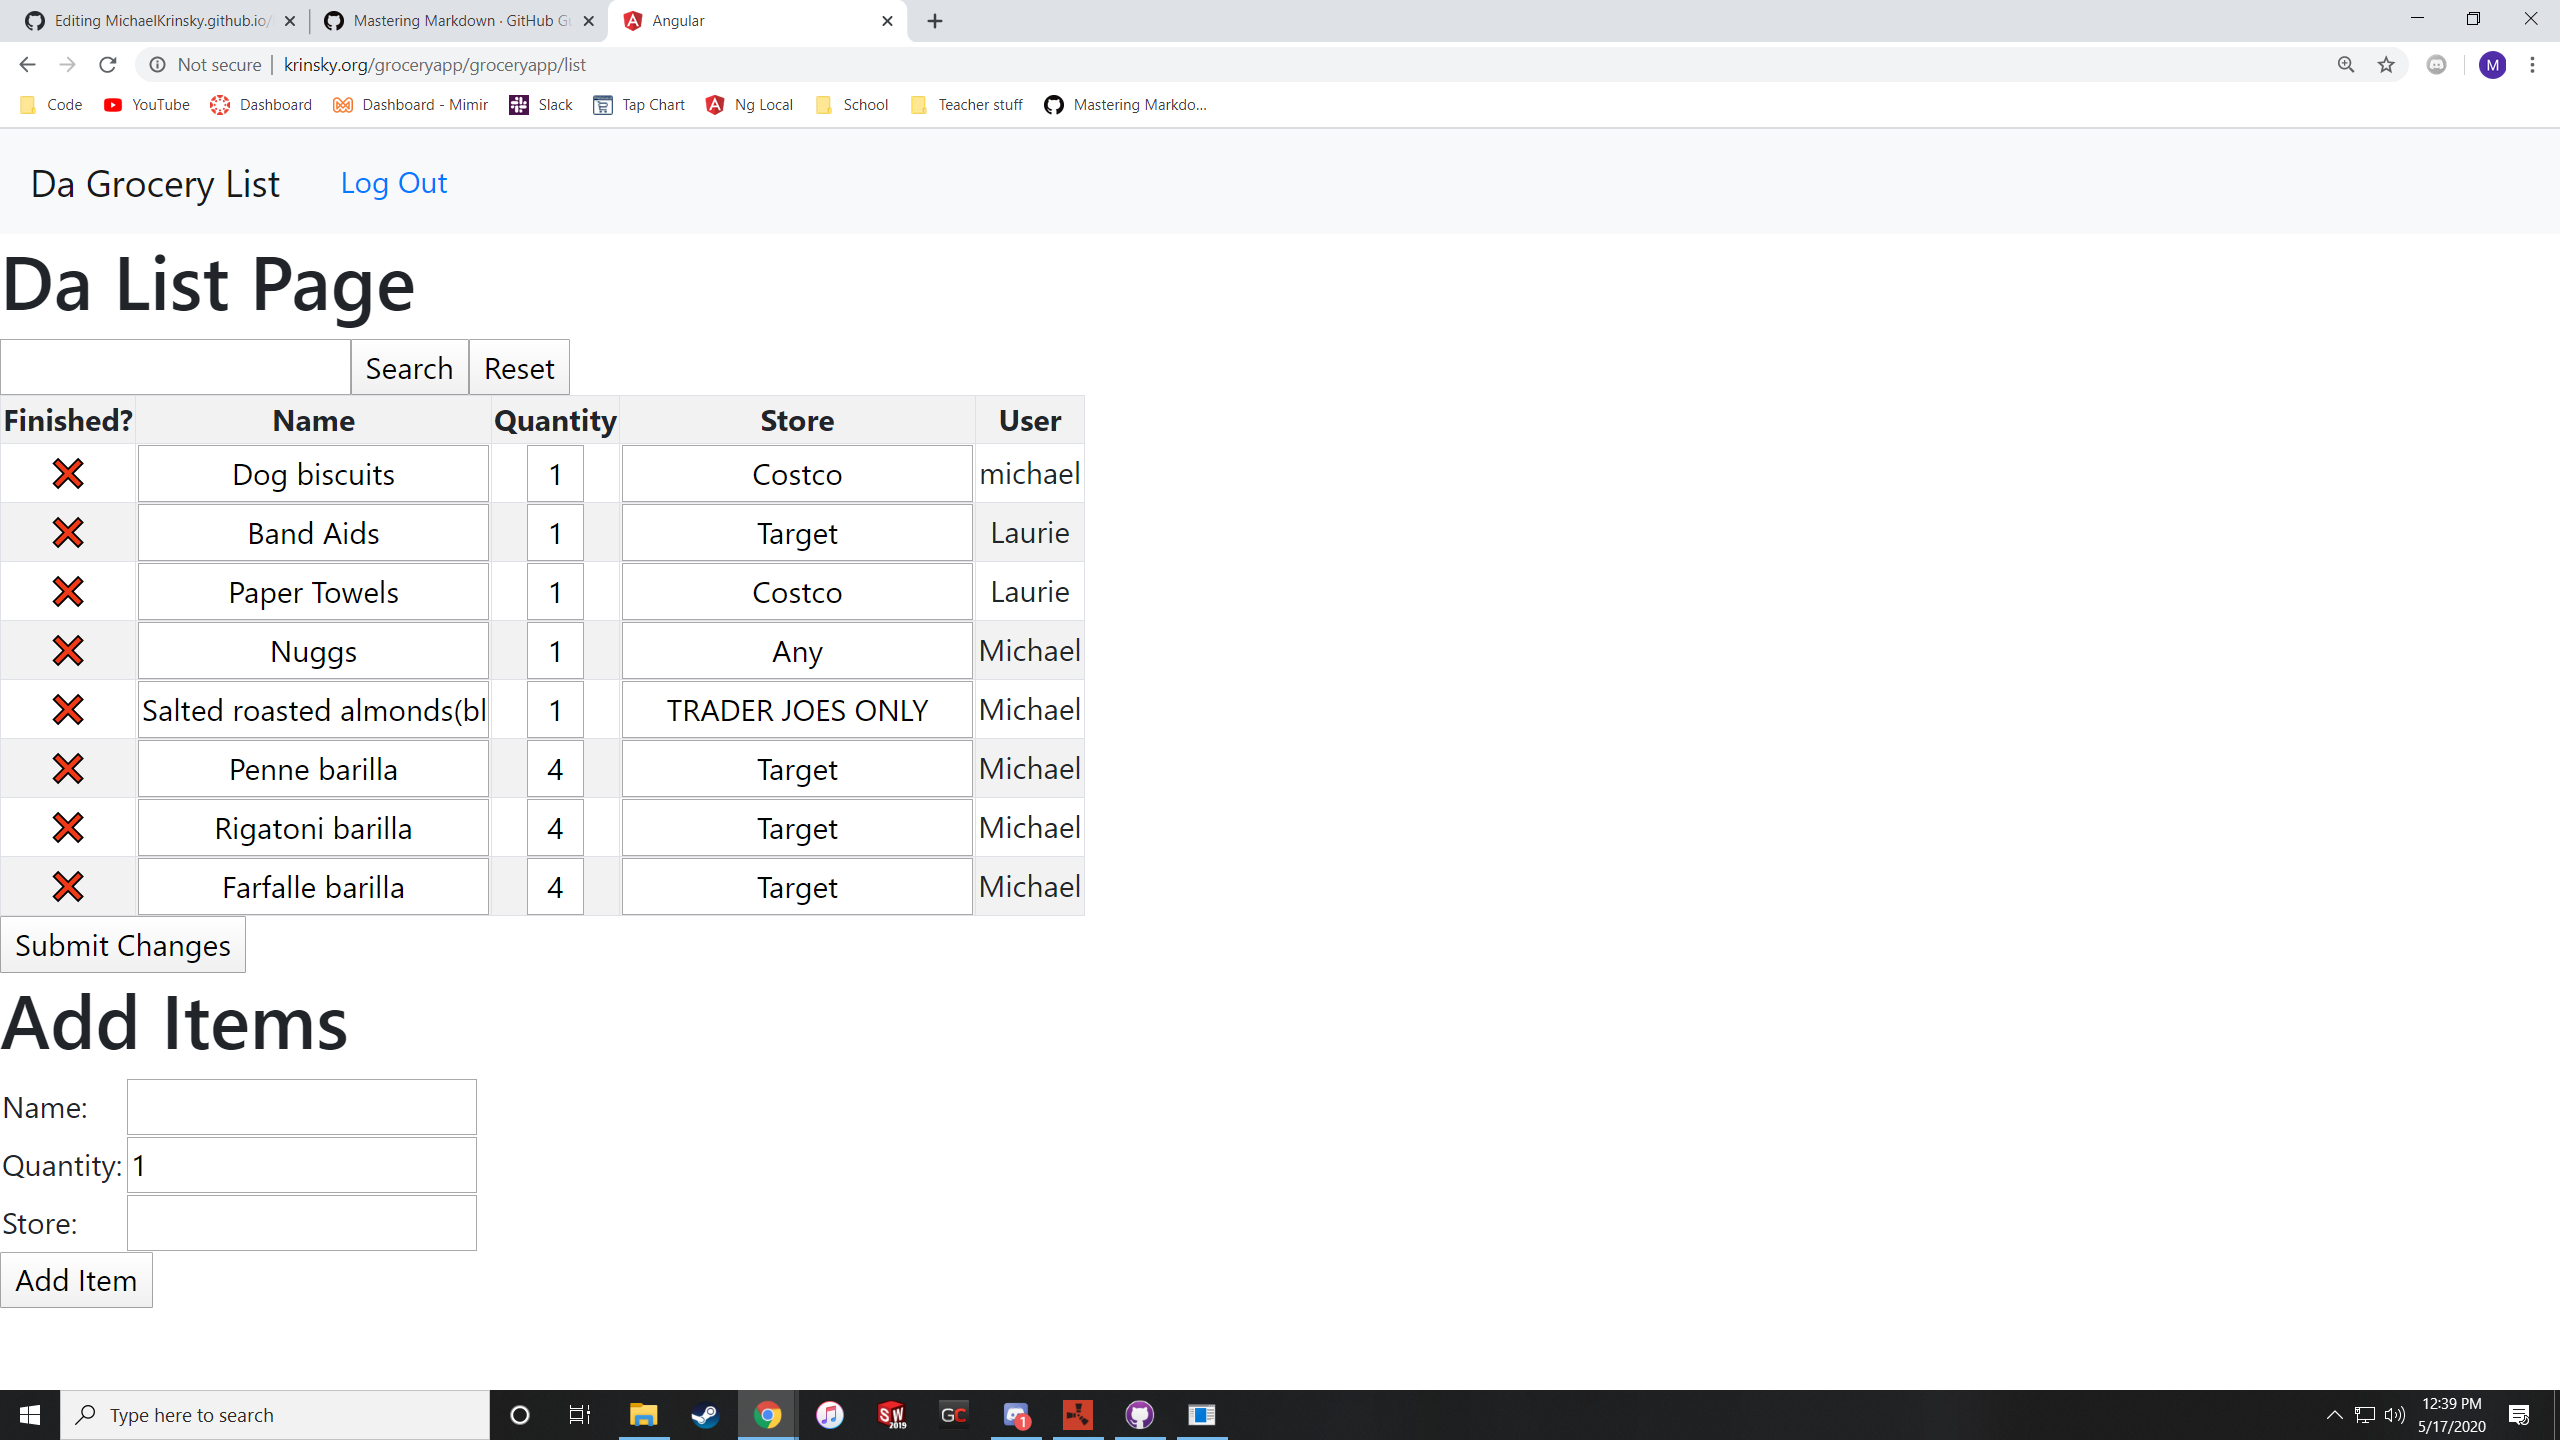 Editing MichaelKrinsky.github.io/
Mastering Markdown · GitHub Gu
Angular
Not secure | krinsky.org/groceryapp/groceryapp/list
M
Code YouTube Dashboard Dashboard - Mimir Slack Tap Chart Ng Local School Teacher stuff Mastering Markdo...
Da Grocery List Log Out
Da List Page
Search Reset
Finished? Name Quantity Store User
Dog biscuits 1 Costco michael
Band Aids 1 Target Laurie
Paper Towels 1 Costco Laurie
Nuggs 1 Any Michael
Salted roasted almonds(bl 1 TRADER JOES ONLY Michael
Penne barilla 4 Target Michael
Rigatoni barilla 4 Target Michael
Farfalle barilla 4 Target Michael
Submit Changes
Add Items
Name:
Quantity: 1
Store:
Add Item
Type here to search
SW 2019
GC
1
12:39 PM
5/17/2020